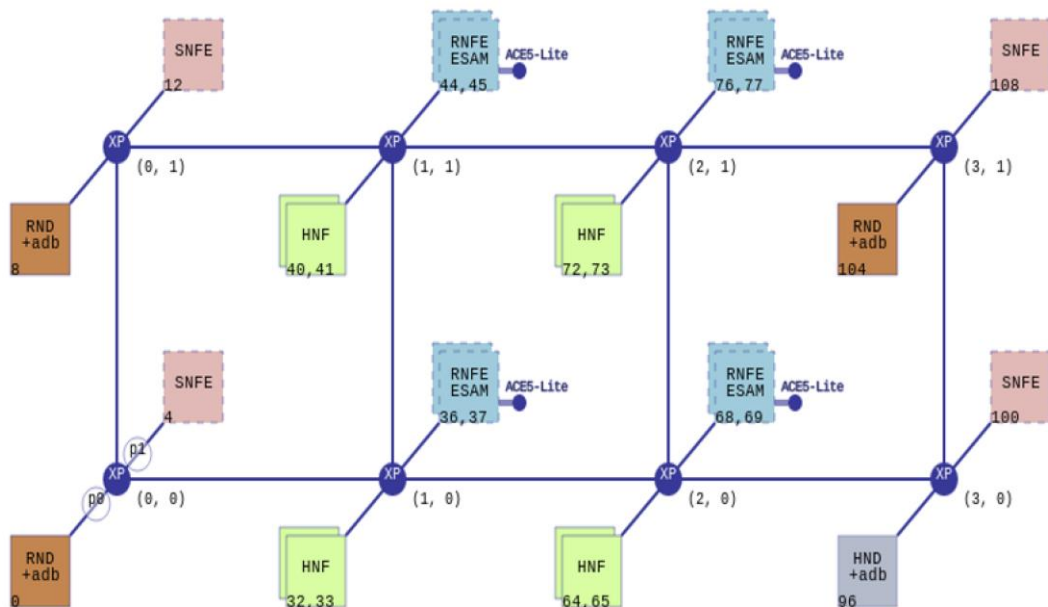 SNFE
12
RNFE
ESAM
44,45
ACE5-Lite
RNFE
ESAM
76,77
ACE5-Lite
SNFE
108
XP
(0, 1)
XP
(1, 1)
XP
(2, 1)
XP
(3, 1)
RND
+adb
8
HNF
40,41
HNF
72,73
RND
+adb
104
SNFE
4
RNFE
ESAM
36,37
ACE5-Lite
RNFE
ESAM
68,69
ACE5-Lite
SNFE
100
p1
XP
(0, 0)
XP
(1, 0)
XP
(2, 0)
XP
(3, 0)
p0
RND
+adb
0
HNF
32,33
HNF
64,65
HND
+adb
96